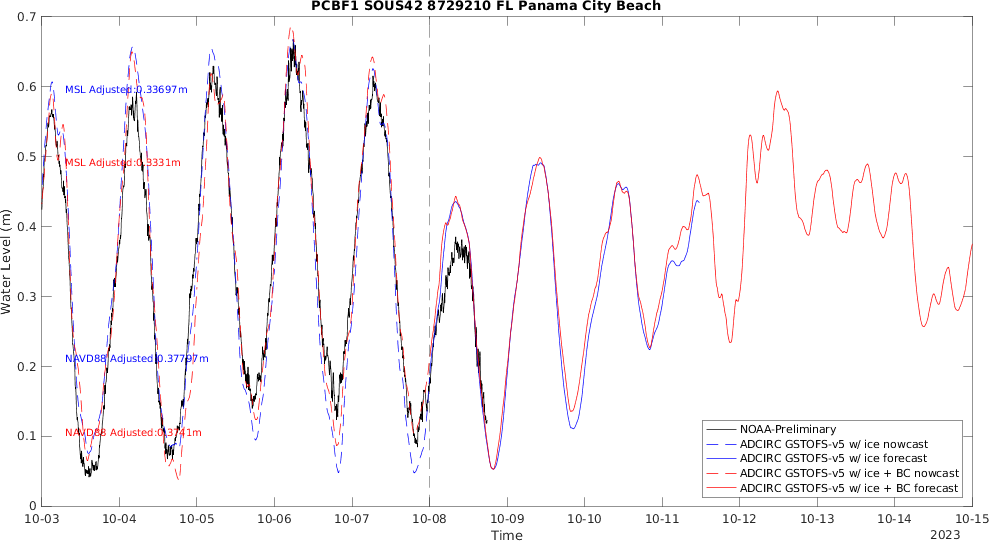 PCBF1 SOUS42 8729210 FL Panama City Beach
0.7
0.6
0.5
0.4
0.3
0.2
0.1
0
Water Level (m)
MSL Adjusted:0.33697m
MSL Adjusted:0.3331m
NAVD88 Adjusted:0.37797m
NAVD88 Adjusted:0.3741m
NOAA-Preliminary
ADCIRC GSTOFS-v5 w/ ice nowcast
ADCIRC GSTOFS-v5 w/ ice forecast
ADCIRC GSTOFS-v5 w/ ice + BC nowcast
ADCIRC GSTOFS-v5 w/ ice + BC forecast
10-03 10-04 10-05 10-06 10-07 10-08 10-09 10-10 10-11 10-12 10-13 10-14 10-15
Time
2023